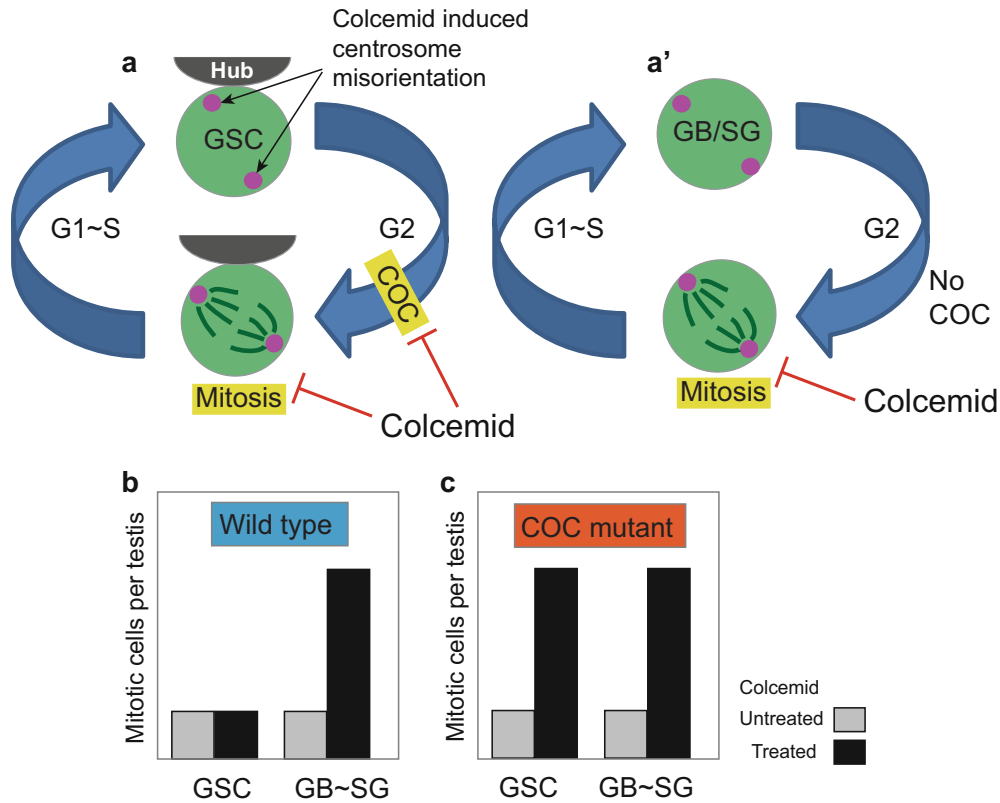 Colcemid induced
centrosome
misorientation
a
Hub
GSC
G1~S
G2
COC
Mitosis
Colcemid
a'
GB/SG
G1~S
G2
No
COC
Mitosis
Colcemid
b
Wild type
Mitotic cells per testis
GSC
GB~SG
c
COC mutant
Mitotic cells per testis
GSC
GB~SG
Colcemid
Untreated
Treated